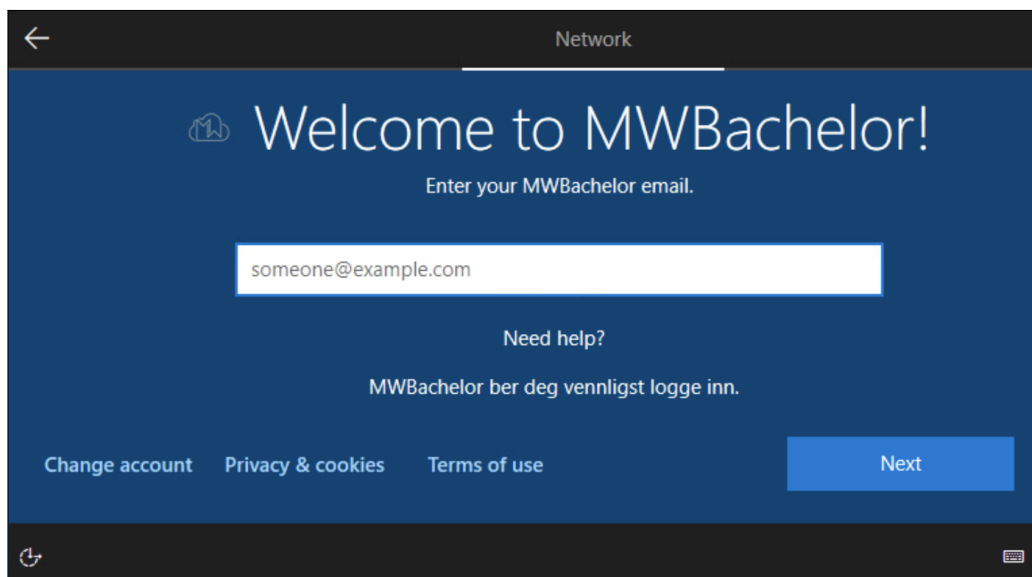 Network
Welcome to MWBachelor!
Enter your MWBachelor email.
someone@example.com
Need help?
MWBachelor ber deg vennligst logge inn.
Change account Privacy & cookies Terms of use Next